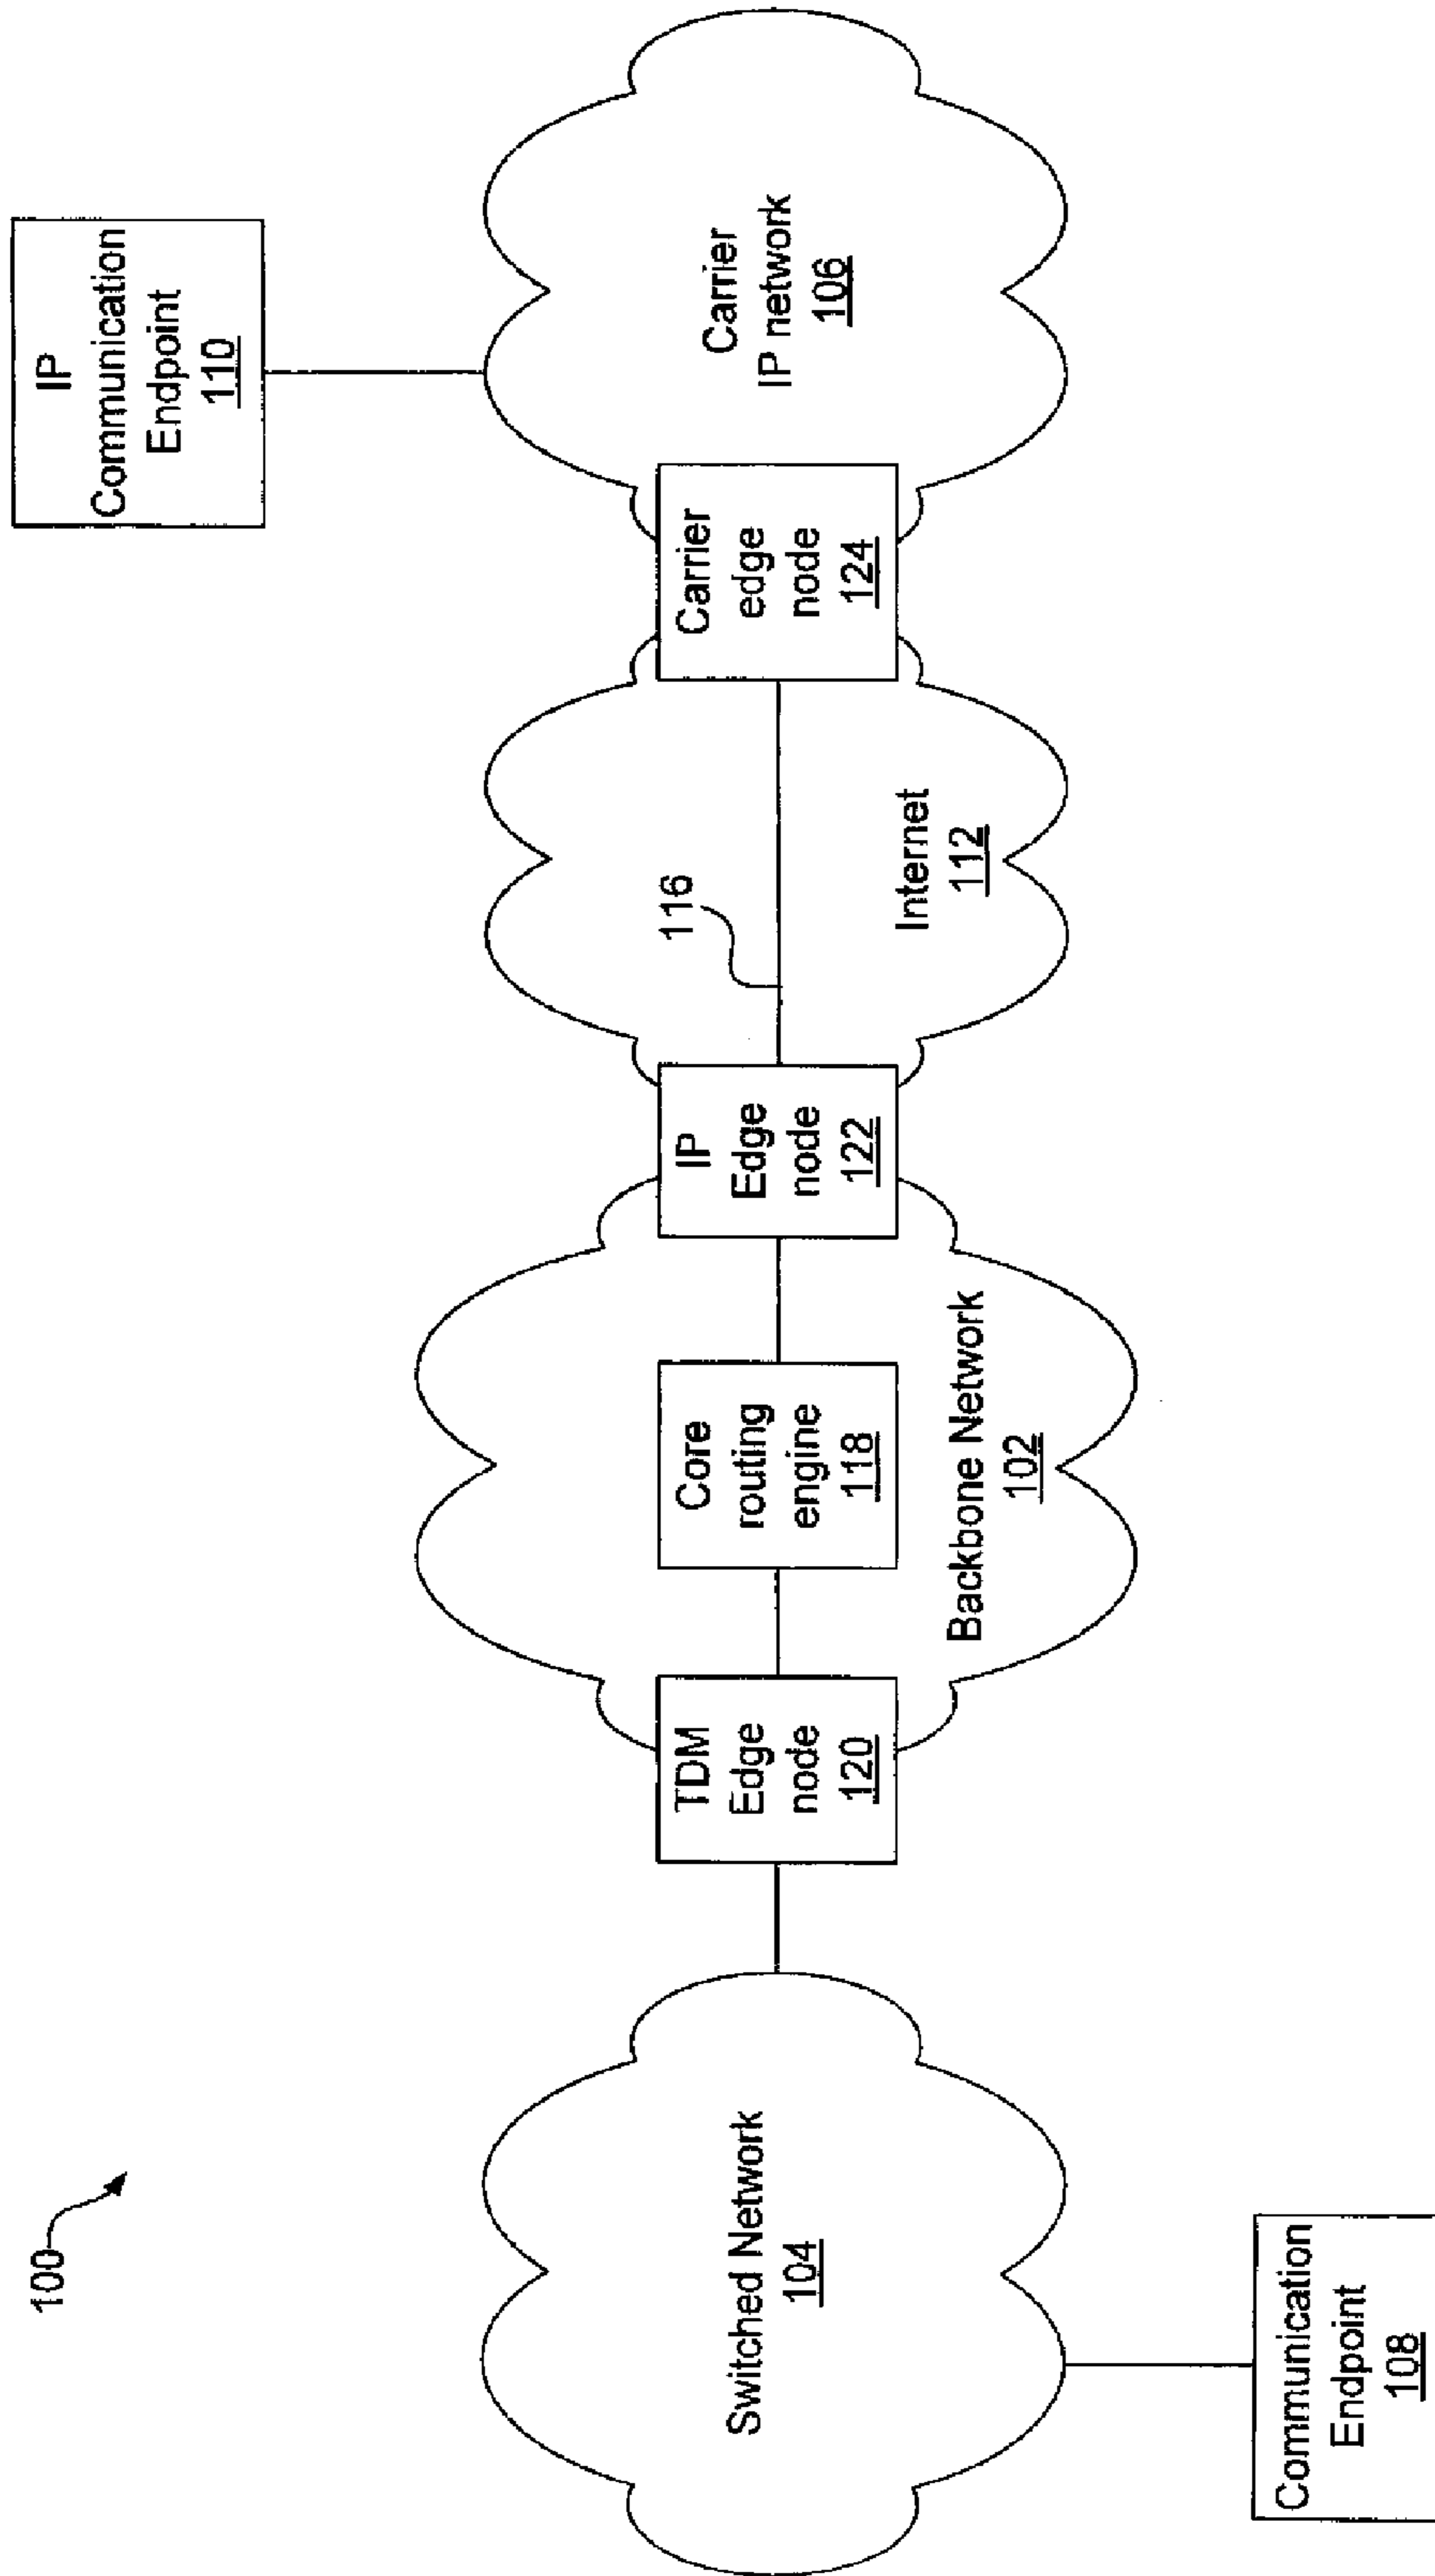 100
IP
Communication
Endpoint
110
Switched Network
104
TDM
Edge
node
120
Core
routing
engine
118
Backbone Network
102
IP
Edge
node
122
116
Internet
112
Carrier
edge
node
124
Carrier
IP network
106
Communication
Endpoint
108